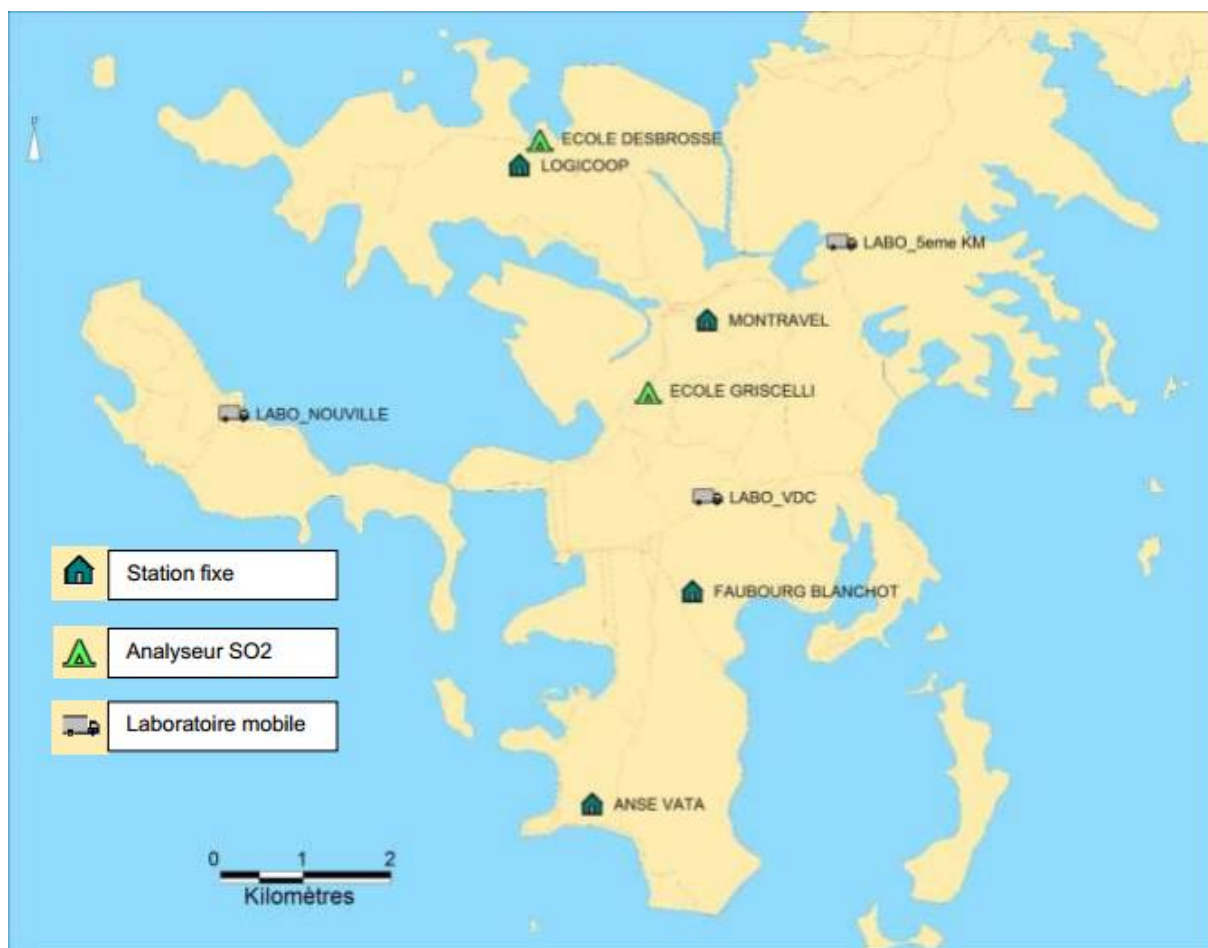 ECOLE DESBROSSE
LOGICOOP
LABO_5eme KM
MONTRAVEL
ECOLE GRISCELLI
LABO_NOUVILLE
LABO_VDC
Station fixe
FAUBOURG BLANCHOT
Analyseur SO2
Laboratoire mobile
ANSE VATA
0 1 2
Kilomètres